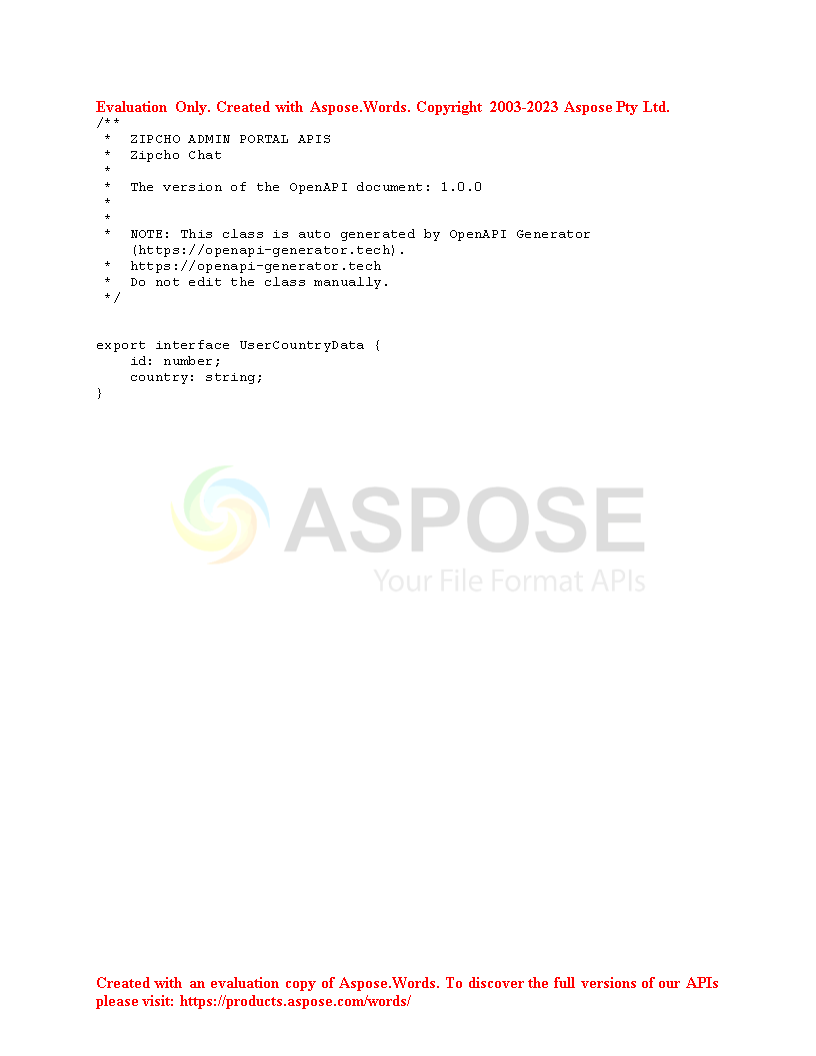 Evaluation Only. Created with Aspose.Words. Copyright 2003-2023 Aspose Pty Ltd.
/**
 *  ZIPCHO ADMIN PORTAL APIS
 *  Zipcho Chat
 *
 *  The version of the OpenAPI document: 1.0.0
 *
 *
 *  NOTE: This class is auto generated by OpenAPI Generator
    (https://openapi-generator.tech).
 *  https://openapi-generator.tech
 *  Do not edit the class manually.
 */
export interface UserCountryData {
    id: number;
    country: string;
}
ASPOSE
Your File Format APIs
Created with an evaluation copy of Aspose.Words. To discover the full versions of our APIs
please visit: https://products.aspose.com/words/